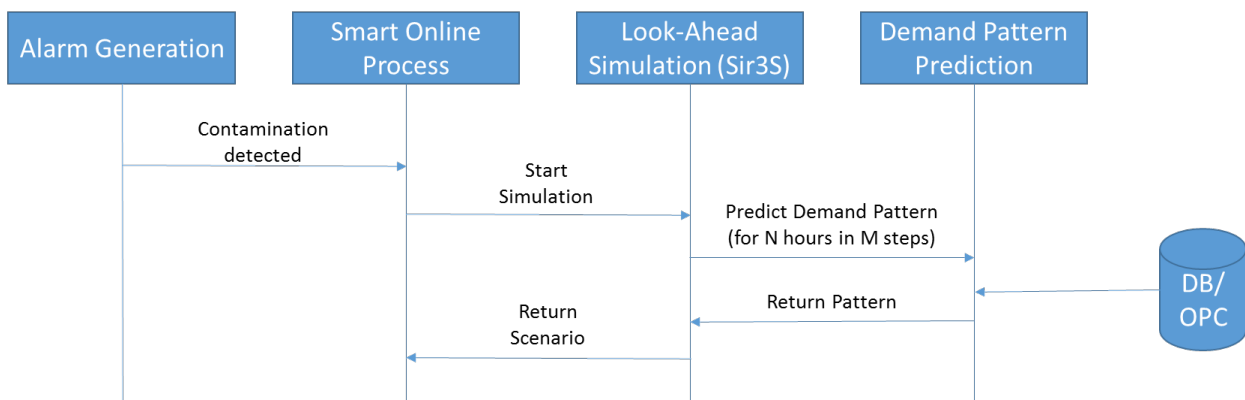 Alarm Generation
Smart Online
Process
Look-Ahead
Simulation (Sir3S)
Demand Pattern
Prediction
Contamination
detected
Start
Simulation
Predict Demand Pattern
(for N hours in M steps)
DB/
OPC
Return Pattern
Return
Scenario